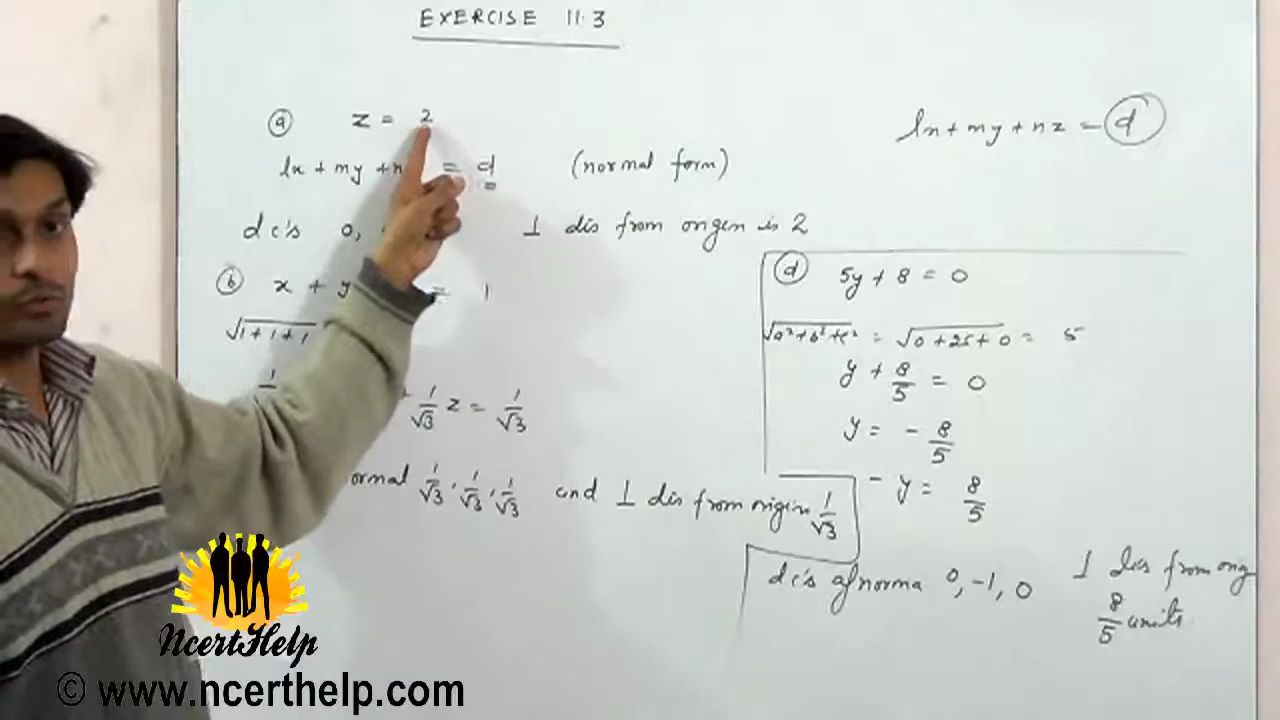 EXERCISE 11.3
(a) z = 2
lx + my + n = d (normal form)
lx + my + nz = d
dc's 0, ⊥ dis from origen is 2
(b) x + y = 1
√1 + 1 + 1
1
1/√3 z = 1/√3
ormal 1/√3, 1/√3, 1/√3 and ⊥ dis from origin 1/√3
(d) 5y + 8 = 0
√a² + b² + c² = √0 + 25 + 0 = 5
y + 8/5 = 0
y = - 8/5
- y = 8/5
dc's of norma 0, -1, 0 ⊥ dis from orig
8/5 units
NcertHelp
© www.ncerthelp.com